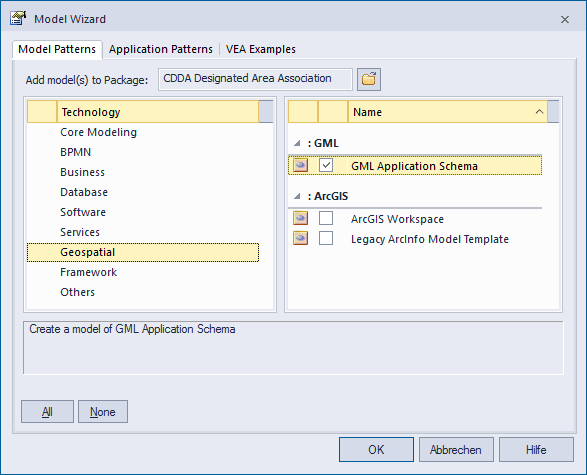 Model Wizard
Model Patterns Application Patterns VEA Examples
Add model(s) to Package: CDDA Designated Area Association
Technology
Core Modeling
BPMN
Business
Database
Software
Services
Geospatial
Framework
Others
Name
: GML
GML Application Schema
: ArcGIS
ArcGIS Workspace
Legacy ArcInfo Model Template
Create a model of GML Application Schema
All None
OK Abbrechen Hilfe